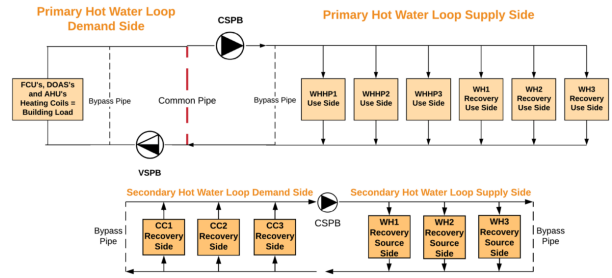 Primary Hot Water Loop
Demand Side
CSPB
Primary Hot Water Loop Supply Side
FCU's, DOAS's
and AHU's
Heating Coils =
Building Load
Bypass Pipe
Common Pipe
Bypass Pipe
WHHP1
Use Side
WHHP2
Use Side
WHHP3
Use Side
WH1
Recovery
Use Side
WH2
Recovery
Use Side
WH3
Recovery
Use Side
VSPB
Secondary Hot Water Loop Demand Side
Secondary Hot Water Loop Supply Side
CSPB
Bypass
Pipe
CC1
Recovery
Side
CC2
Recovery
Side
CC3
Recovery
Side
WH1
Recovery
Source
Side
WH2
Recovery
Source
Side
WH3
Recovery
Source
Side
Bypass
Pipe